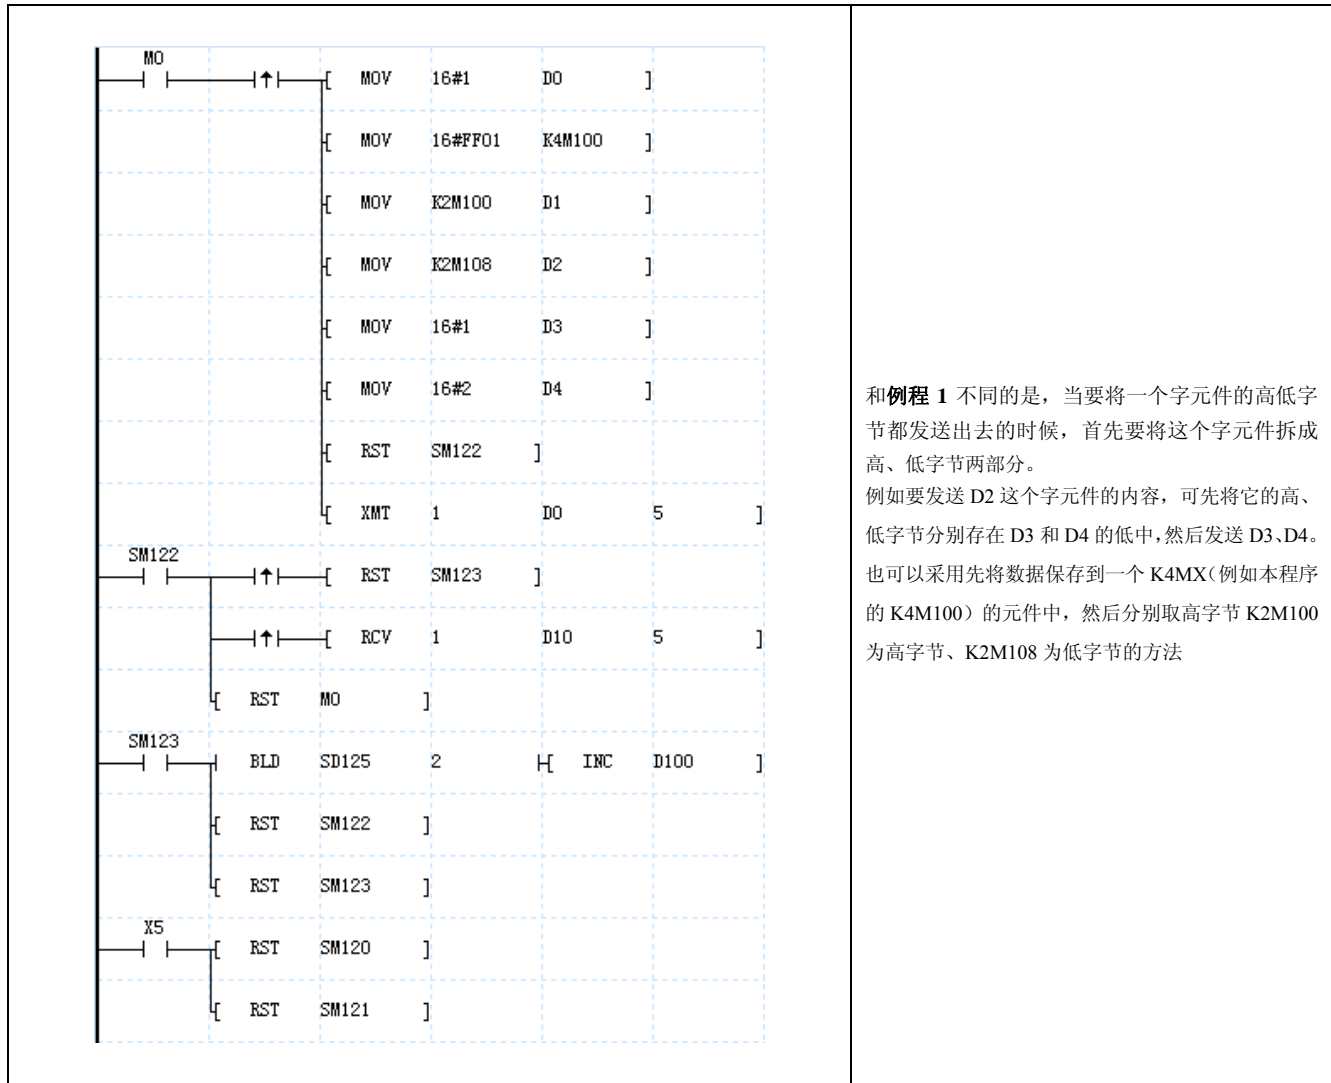 M0
↑ [ MOV 16#1 D0 ]
[ MOV 16#FF01 K4M100 ]
[ MOV K2M100 D1 ]
[ MOV K2M108 D2 ]
[ MOV 16#1 D3 ]
[ MOV 16#2 D4 ]
[ RST SM122 ]
[ XMT 1 D0 5 ]
SM122
↑ [ RST SM123 ]
↑ [ RCV 1 D10 5 ]
[ RST M0 ]
SM123
BLD SD125 2 [ INC D100 ]
[ RST SM122 ]
[ RST SM123 ]
X5
[ RST SM120 ]
[ RST SM121 ]
和例程 1 不同的是，当要将一个字元件的高低字
节都发送出去的时候，首先要将这个字元件拆成
高、低字节两部分。
例如要发送 D2 这个字元件的内容，可先将它的高、
低字节分别存在 D3 和 D4 的低中，然后发送 D3、D4。
也可以采用先将数据保存到一个 K4MX（例如本程序
的 K4M100）的元件中，然后分别取高字节 K2M100
为高字节、K2M108 为低字节的方法